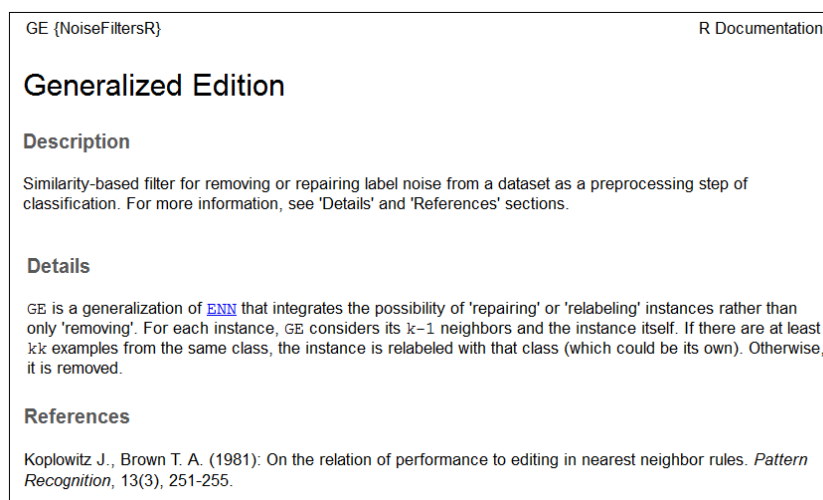 GE {NoiseFiltersR}
R Documentation
Generalized Edition
Description
Similarity-based filter for removing or repairing label noise from a dataset as a preprocessing step of
classification. For more information, see 'Details' and 'References' sections.
Details
GE is a generalization of ENN that integrates the possibility of 'repairing' or 'relabeling' instances rather than
only 'removing'. For each instance, GE considers its k-1 neighbors and the instance itself. If there are at least
kk examples from the same class, the instance is relabeled with that class (which could be its own). Otherwise,
it is removed.
References
Koplowitz J., Brown T. A. (1981): On the relation of performance to editing in nearest neighbor rules. Pattern
Recognition, 13(3), 251-255.